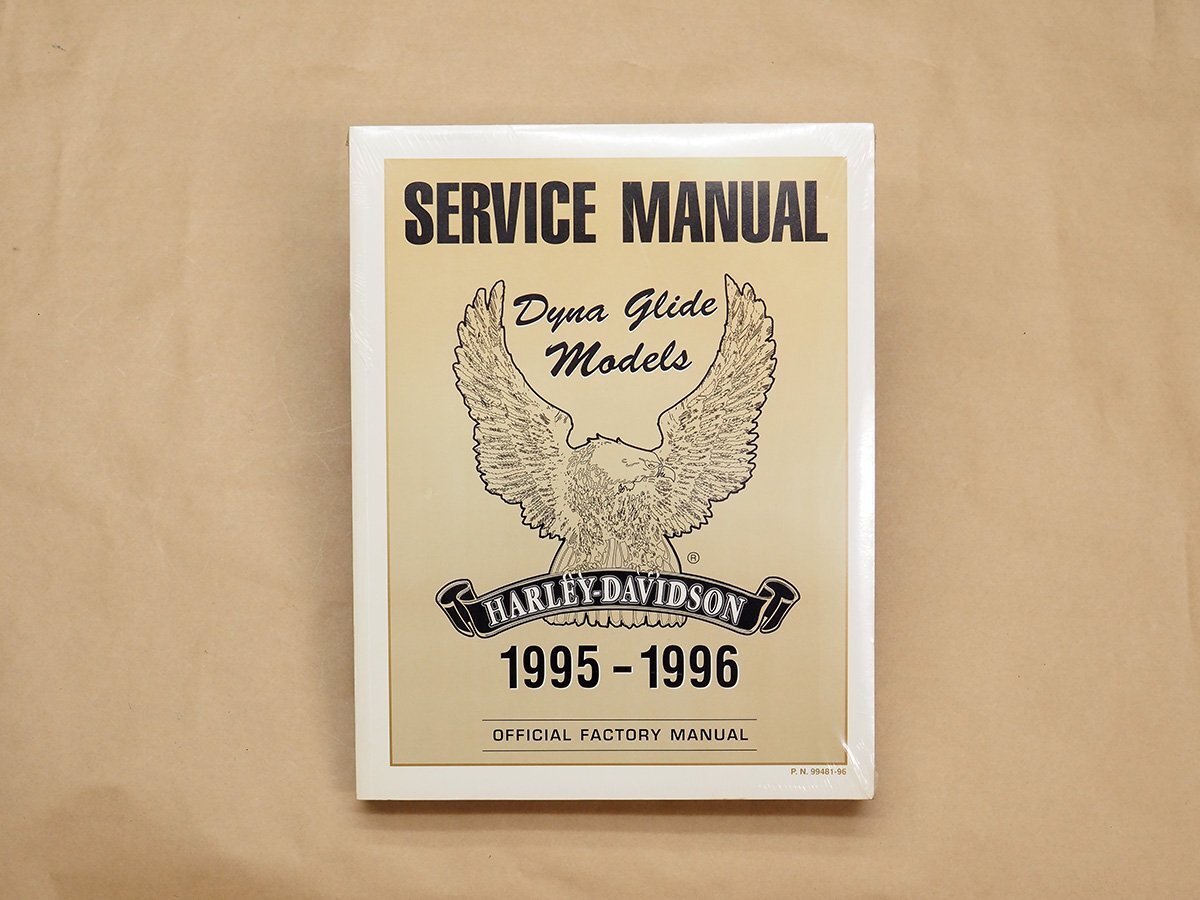 SERVICE MANUAL
Dyna Glide
Models
®
HARLEY-DAVIDSON
1995-1996
OFFICIAL FACTORY MANUAL
P. N. 99481-96